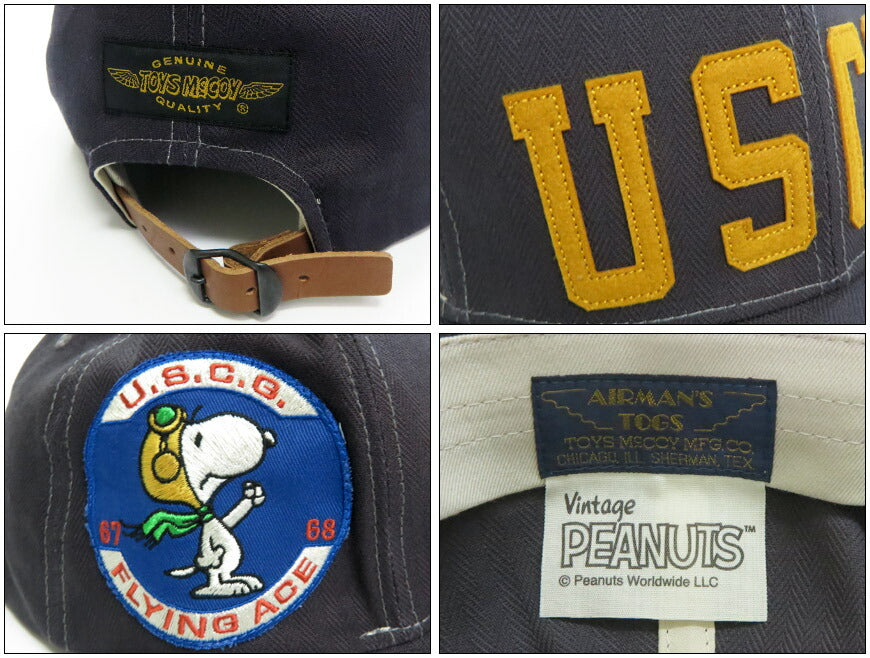 GENUINE
TOYS McCOY
QUALITY ®
USC
U.S.C.G.
67 68
FLYING ACE
AIRMAN'S
TOGS
TOYS McCOY MFG.CO.
CHICAGO, ILL. SHERMAN, TEX.
Vintage
PEANUTS™
© Peanuts Worldwide LLC